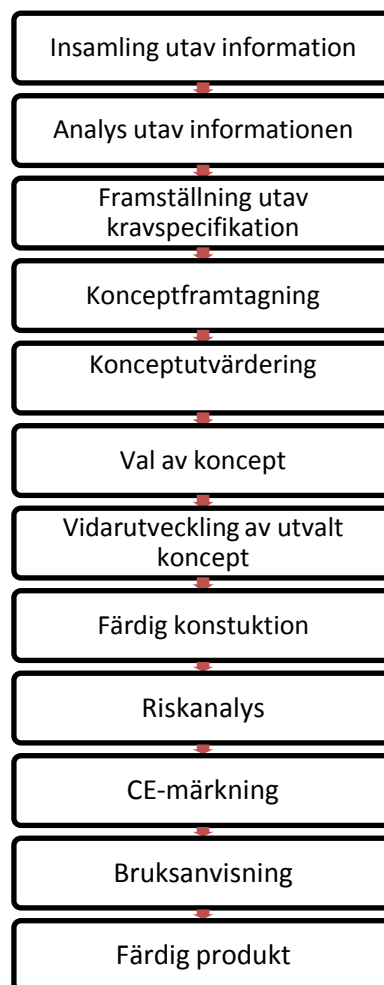 Insamling utav information
Analys utav informationen
Framställning utav
kravspecifikation
Konceptframtagning
Konceptutvärdering
Val av koncept
Vidarutveckling av utvalt
koncept
Färdig konstuktion
Riskanalys
CE-märkning
Bruksanvisning
Färdig produkt